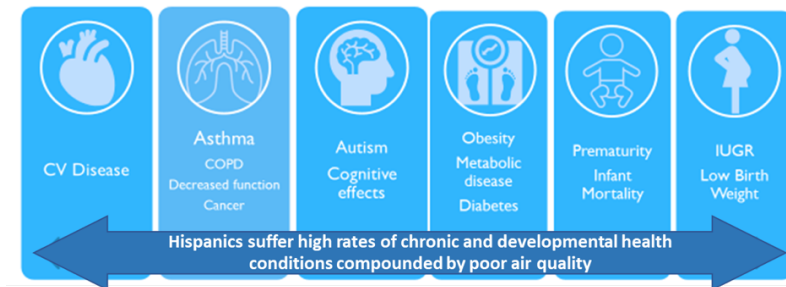 CV Disease
Asthma
COPD
Decreased function
Cancer
Autism
Cognitive
effects
Obesity
Metabolic
disease
Diabetes
Prematurity
Infant
Mortality
IUGR
Low Birth
Weight
Hispanics suffer high rates of chronic and developmental health
conditions compounded by poor air quality